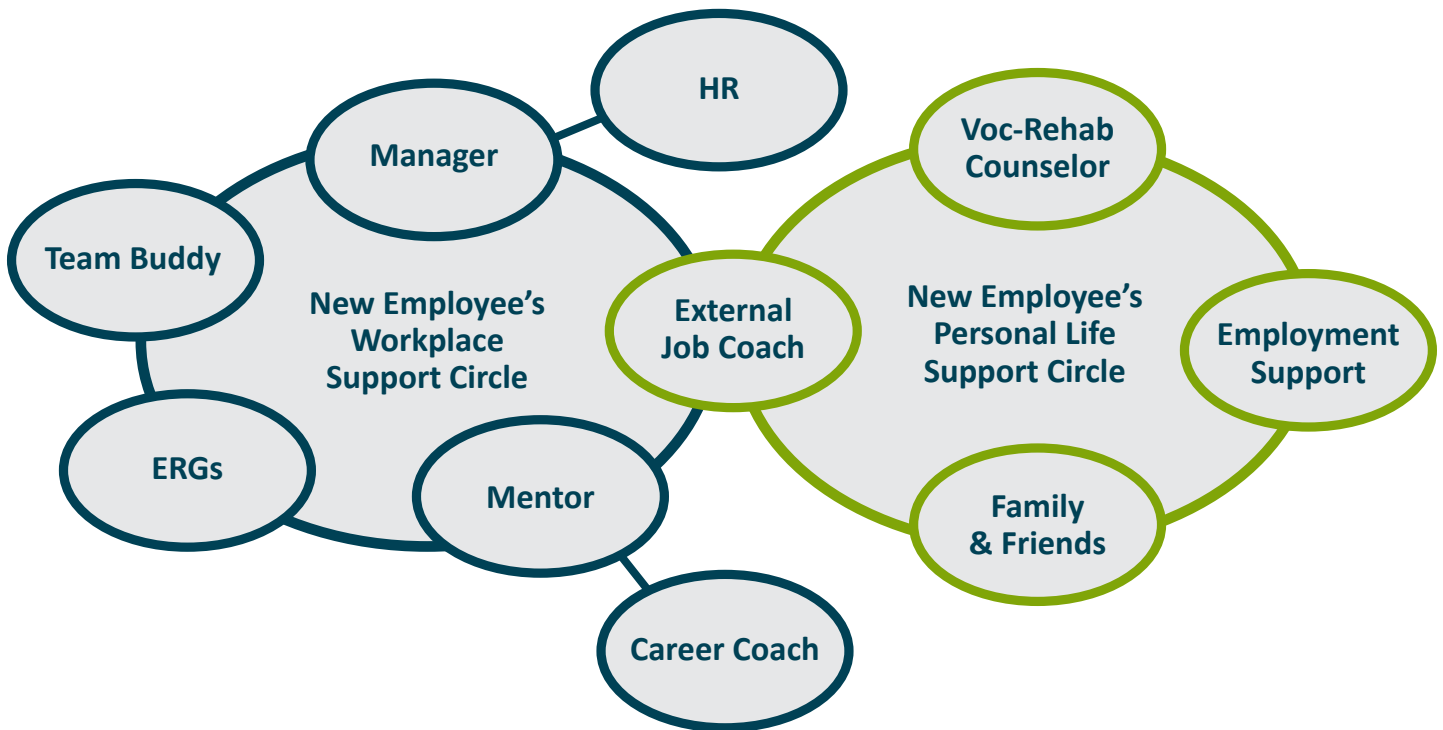 HR
Manager
Team Buddy
New Employee’s
Workplace
Support Circle
ERGs
Mentor
Career Coach
External
Job Coach
Voc-Rehab
Counselor
New Employee’s
Personal Life
Support Circle
Employment
Support
Family
& Friends